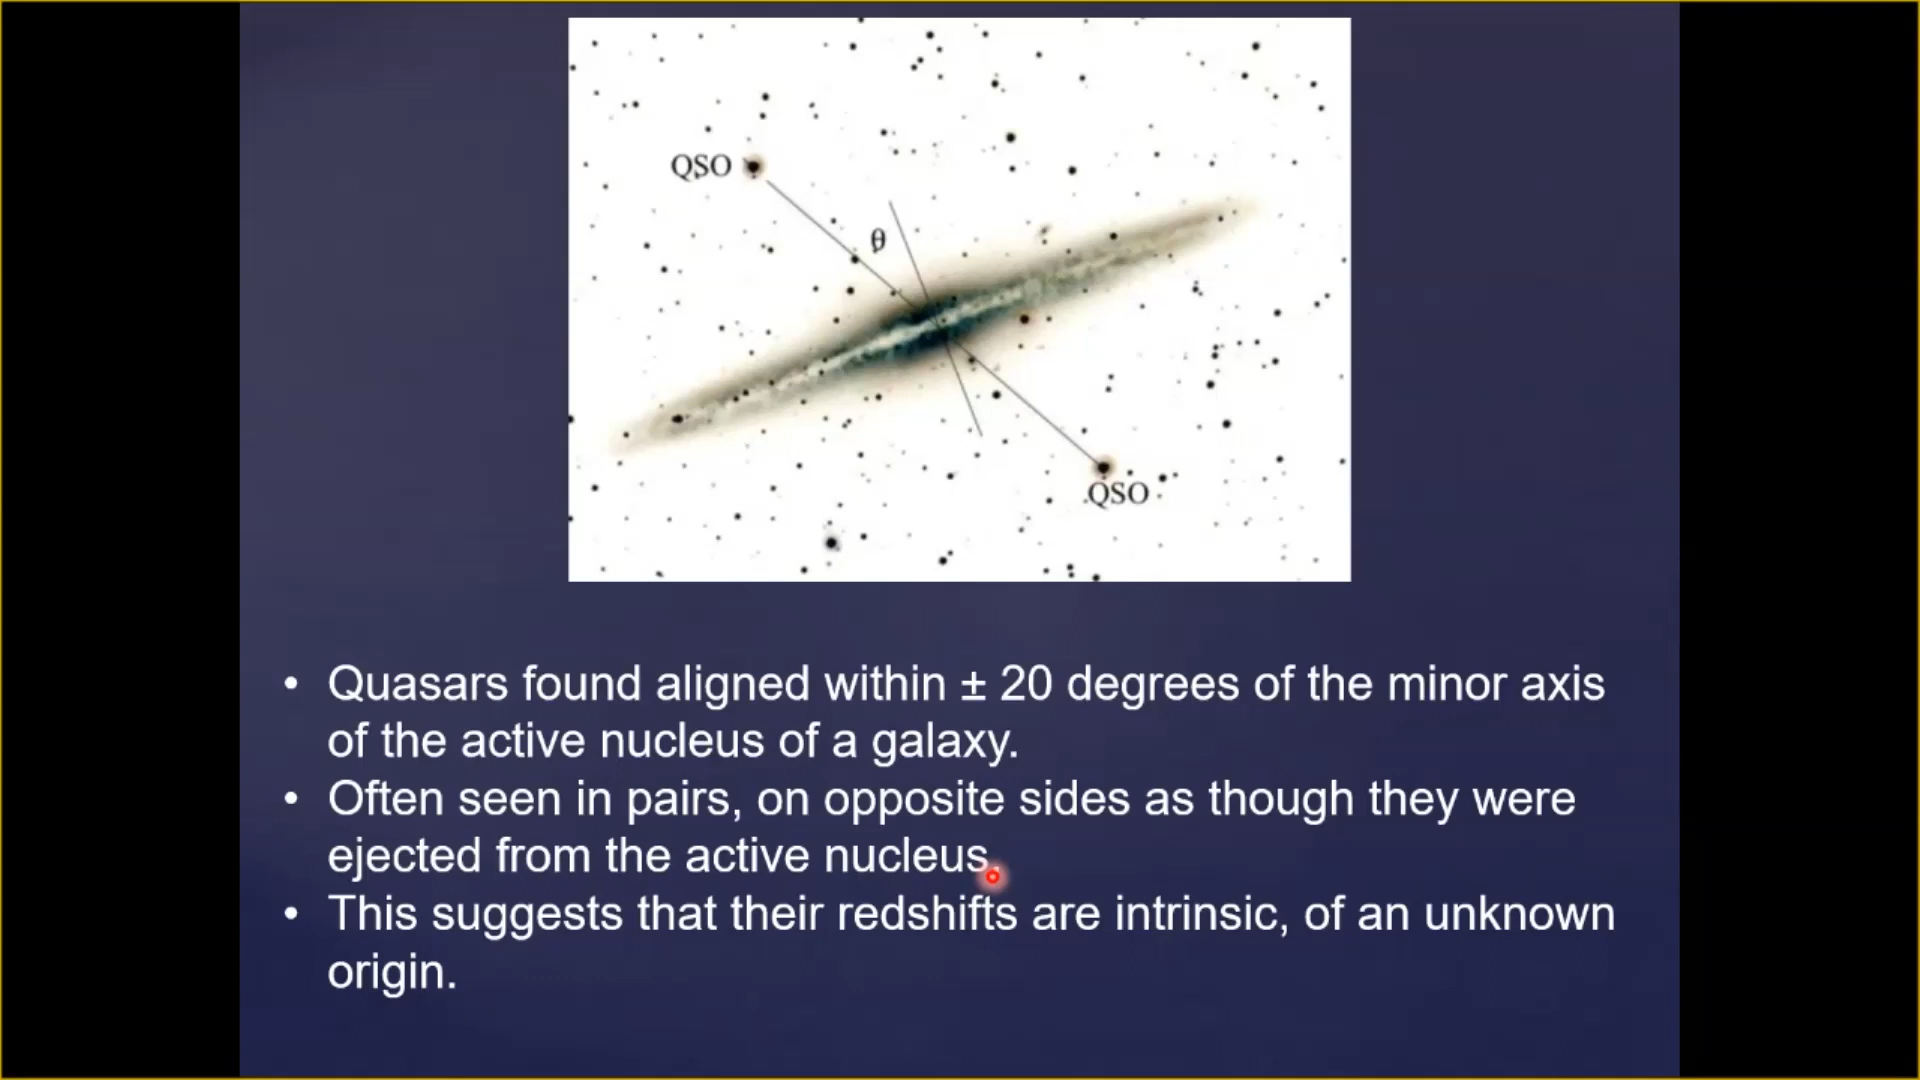 QSO
θ
QSO
• Quasars found aligned within ± 20 degrees of the minor axis
of the active nucleus of a galaxy.
• Often seen in pairs, on opposite sides as though they were
ejected from the active nucleus.
• This suggests that their redshifts are intrinsic, of an unknown
origin.